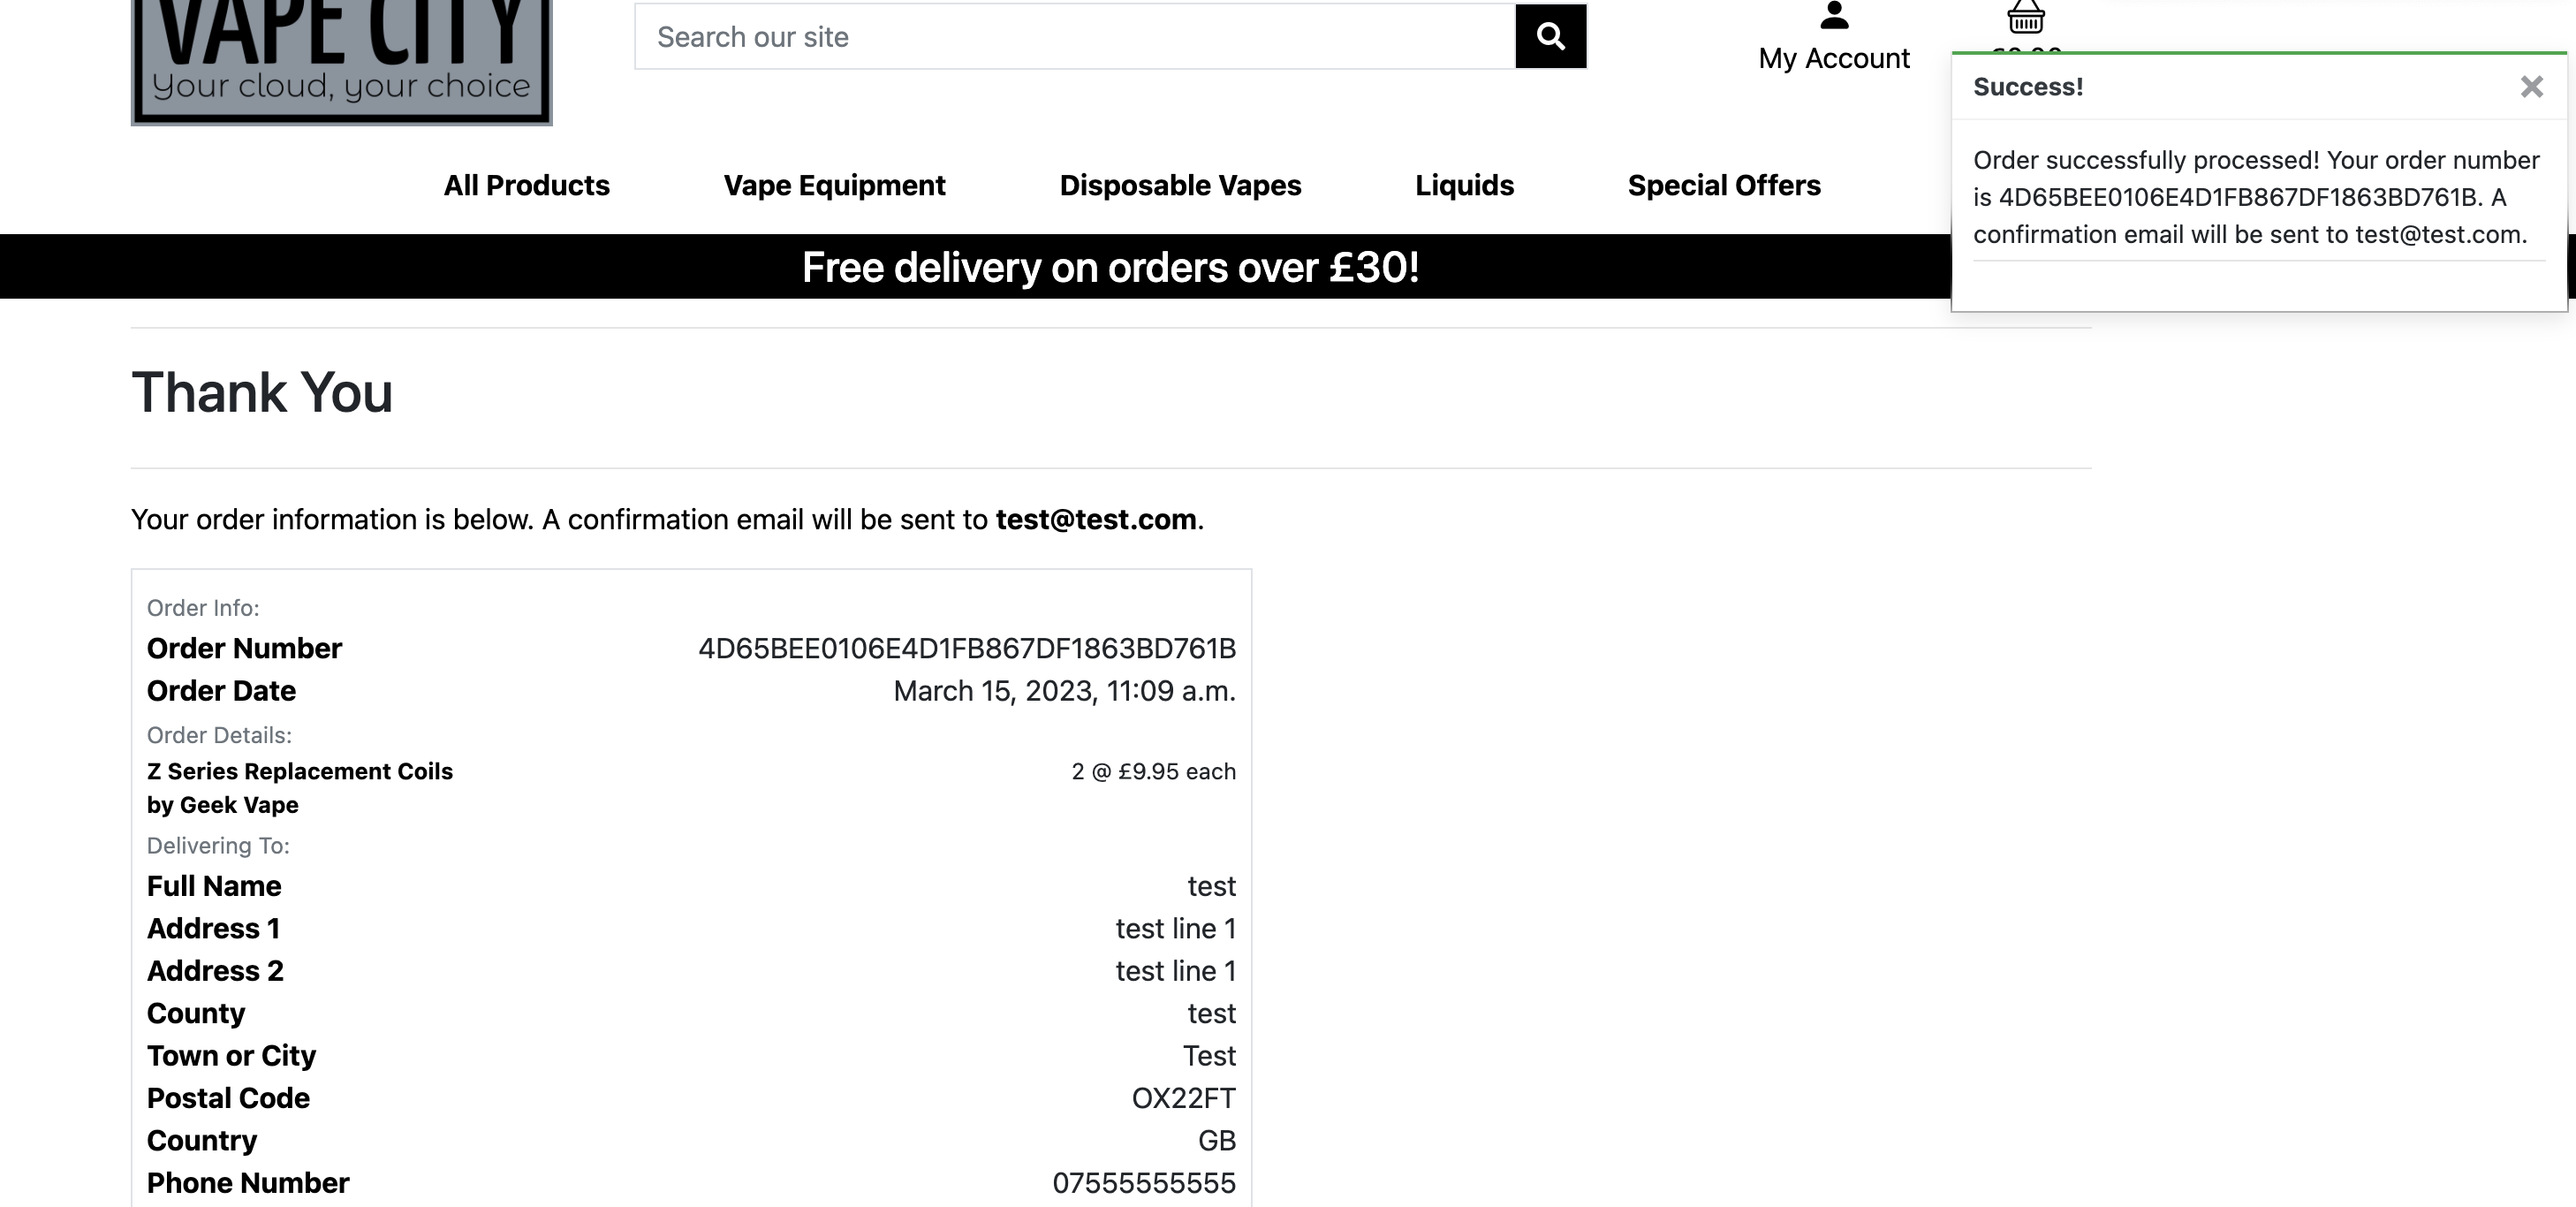 VAPE CITY
Your cloud, your choice
Search our site
My Account
Success!
Order successfully processed! Your order number
is 4D65BEE0106E4D1FB867DF1863BD761B. A
confirmation email will be sent to test@test.com.
All Products
Vape Equipment
Disposable Vapes
Liquids
Special Offers
Free delivery on orders over £30!
Thank You
Your order information is below. A confirmation email will be sent to test@test.com.
Order Info:
Order Number 4D65BEE0106E4D1FB867DF1863BD761B
Order Date March 15, 2023, 11:09 a.m.
Order Details:
Z Series Replacement Coils 2 @ £9.95 each
by Geek Vape
Delivering To:
Full Name test
Address 1 test line 1
Address 2 test line 1
County test
Town or City Test
Postal Code OX22FT
Country GB
Phone Number 07555555555